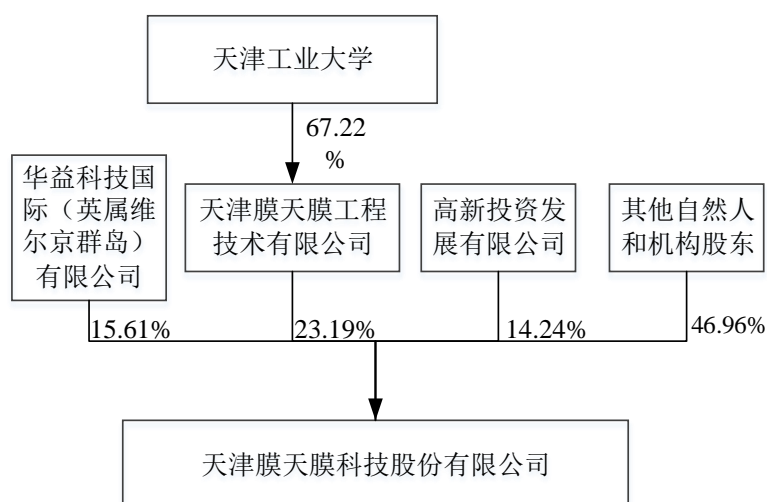 天津工业大学
67.22
%
华益科技国
际（英属维
尔京群岛）
有限公司
天津膜天膜工程
技术有限公司
高新投资发
展有限公司
其他自然人
和机构股东
15.61%
23.19%
14.24%
46.96%
天津膜天膜科技股份有限公司